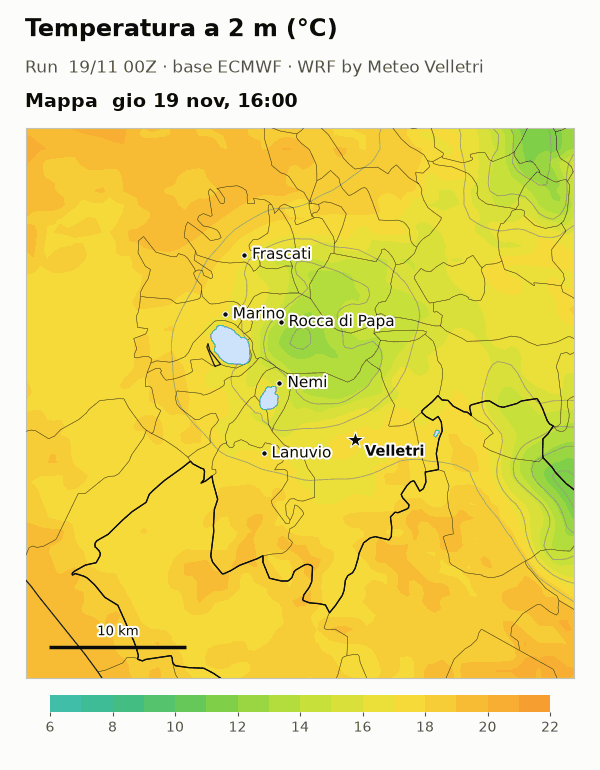 Temperatura a 2 m (°C)
Run  19/11 00Z · base ECMWF · WRF by Meteo Velletri
Mappa  gio 19 nov, 16:00
Frascati
Marino
Rocca di Papa
Nemi
Lanuvio
Velletri
10 km
6 8 10 12 14 16 18 20 22